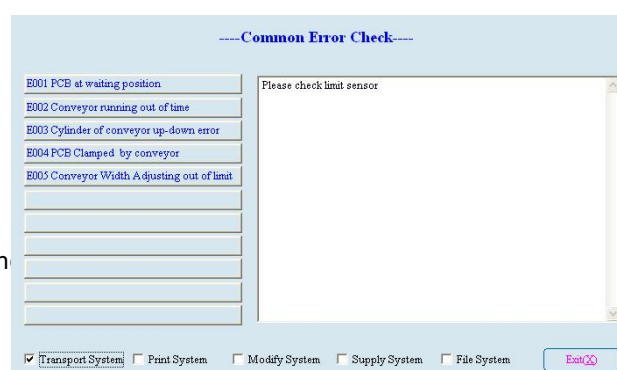 ----Common Error Check----
E001 PCB at waiting position
Please check limit sensor
E002 Conveyor running out of time
E003 Cylinder of conveyor up-down error
E004 PCB Clamped by conveyor
E005 Conveyor Width Adjusting out of limit
Transport System Print System Modify System Supply System File System Exit(X)